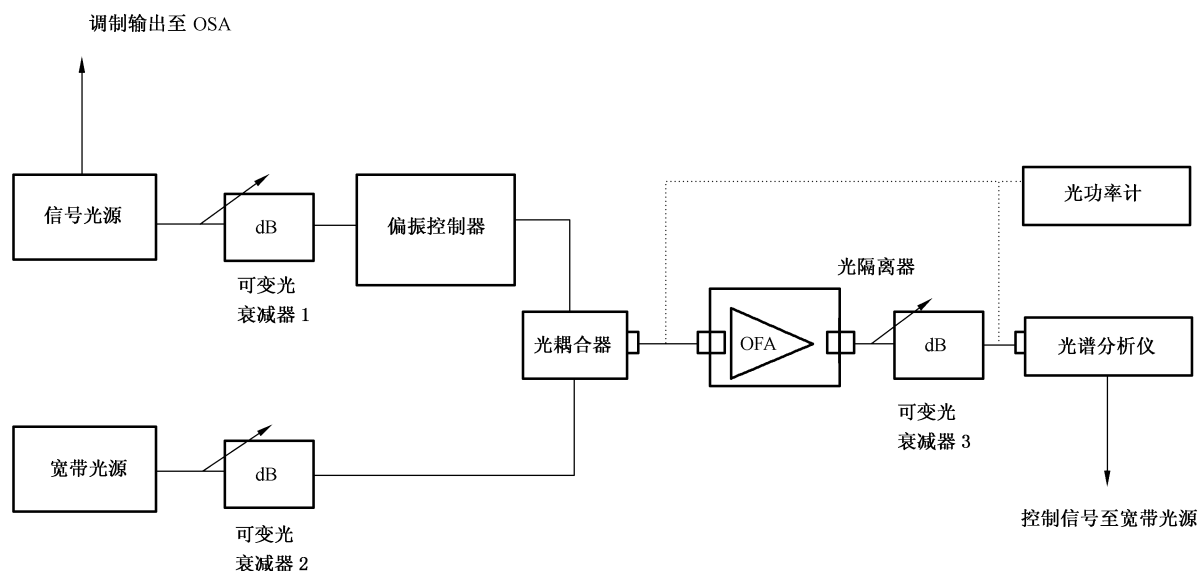 调制输出至 OSA
信号光源
dB
可变光
衰减器 1
偏振控制器
光功率计
光隔离器
光耦合器
OFA
dB
光谱分析仪
可变光
衰减器 3
宽带光源
dB
可变光
衰减器 2
控制信号至宽带光源